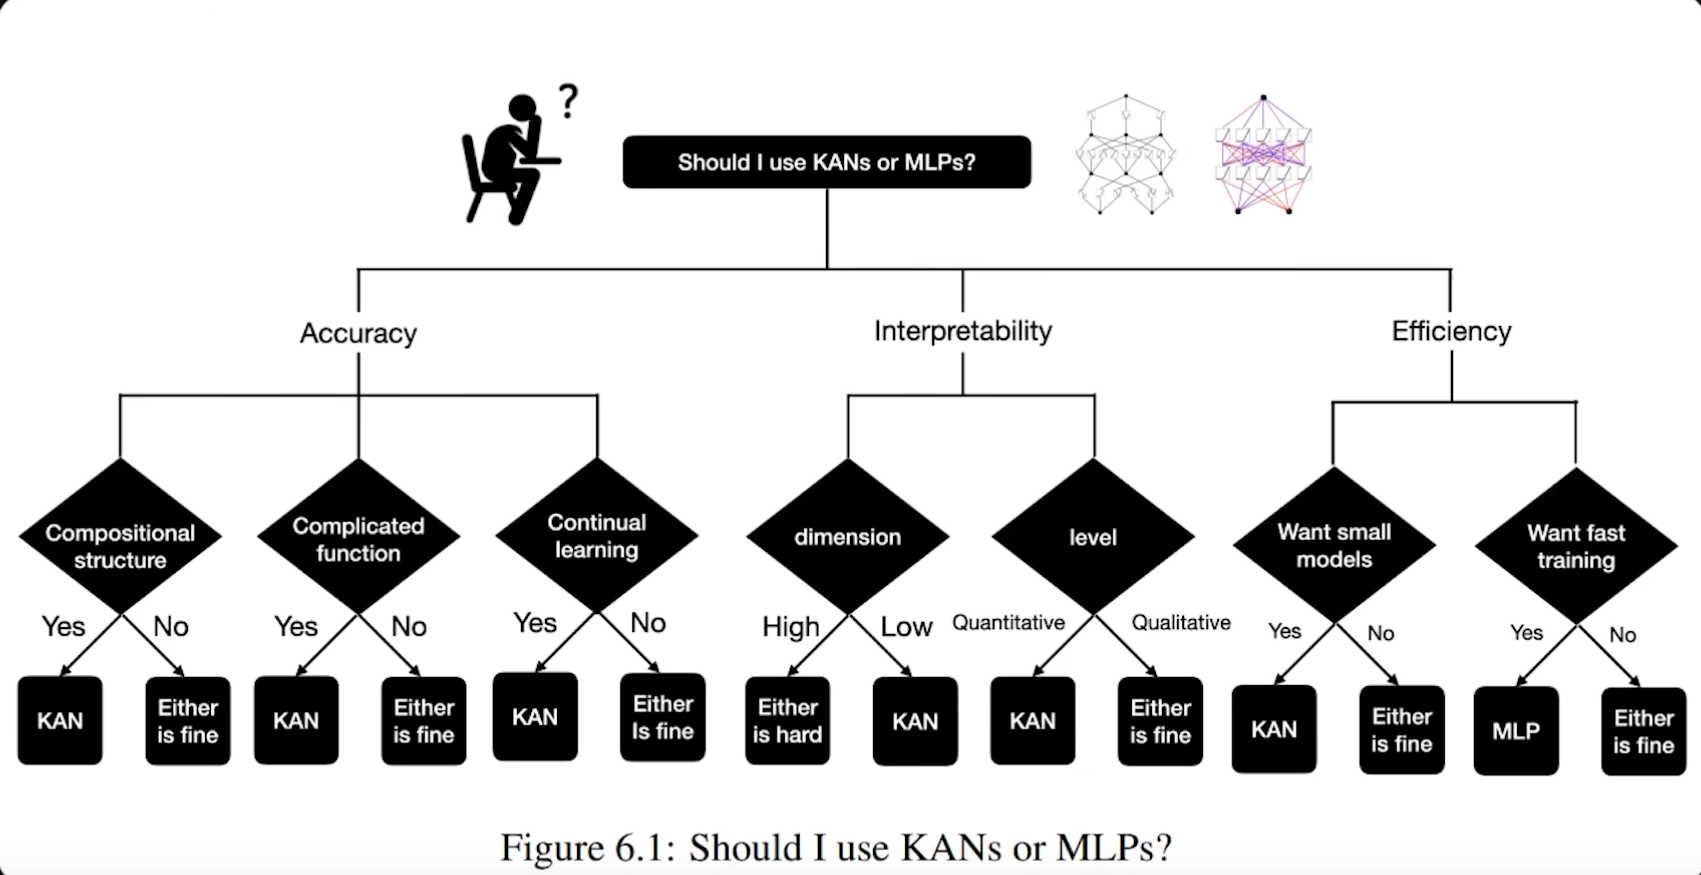 ?
Should I use KANs or MLPs?
Accuracy
Interpretability
Efficiency
Compositional
structure
Complicated
function
Continual
learning
dimension
level
Want small
models
Want fast
training
Yes
No
Yes
No
Yes
No
High
Low
Quantitative
Qualitative
Yes
No
Yes
No
KAN
Either
is fine
KAN
Either
is fine
KAN
Either
Is fine
Either
is hard
KAN
KAN
Either
is fine
KAN
Either
is fine
MLP
Either
is fine
Figure 6.1: Should I use KANs or MLPs?